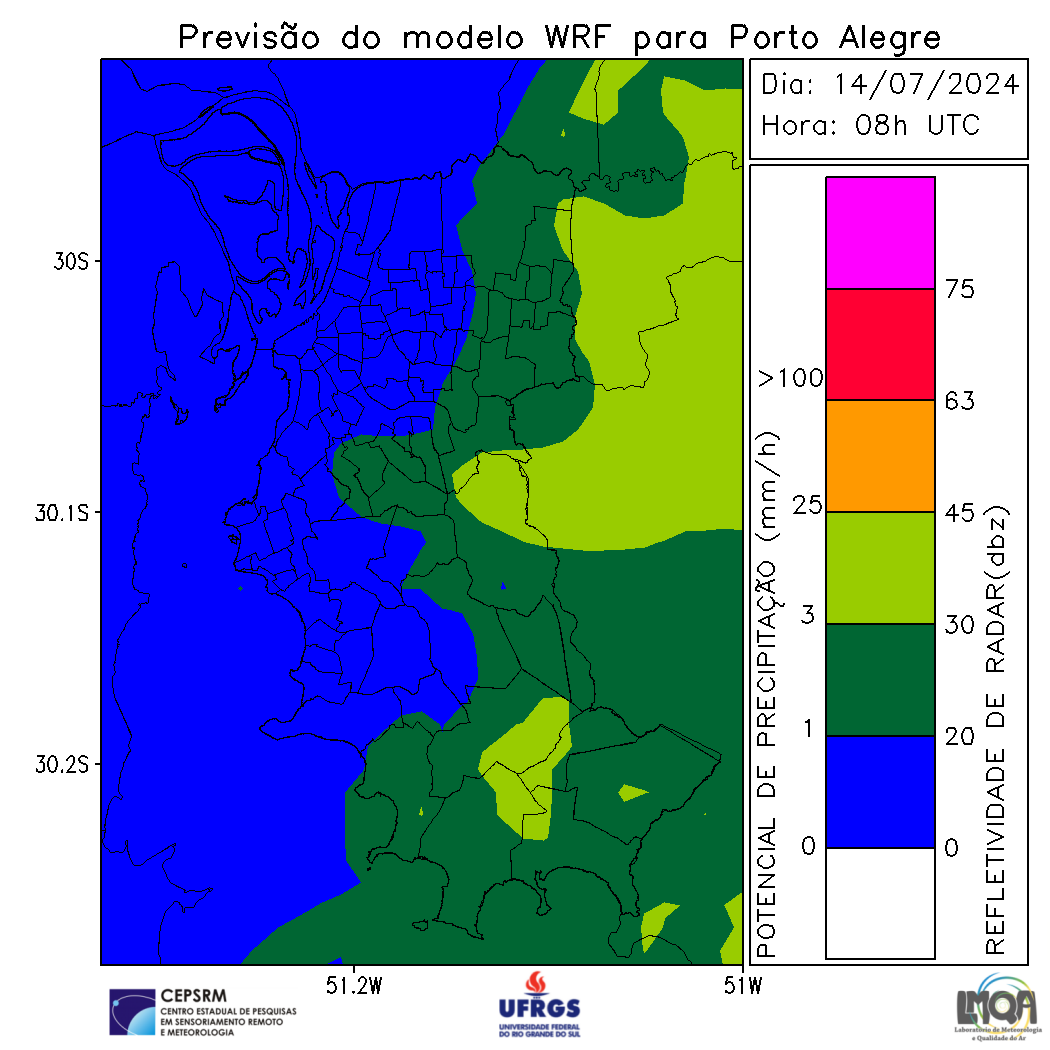 Previsão do modelo WRF para Porto Alegre
Dia: 14/07/2024
Hora: 08h UTC
30S
30.1S
30.2S
51.2W
51W
POTENCIAL DE PRECIPITAÇÃO (mm/h)
>100
25
3
1
0
75
63
45
30
20
0
REFLETIVIDADE DE RADAR(dbz)
CEPSRM
CENTRO ESTADUAL DE PESQUISAS
EM SENSORIAMENTO REMOTO
E METEOROLOGIA
UFRGS
UNIVERSIDADE FEDERAL
DO RIO GRANDE DO SUL
LMQA
Laboratório de Meteorologia
e Qualidade do Ar